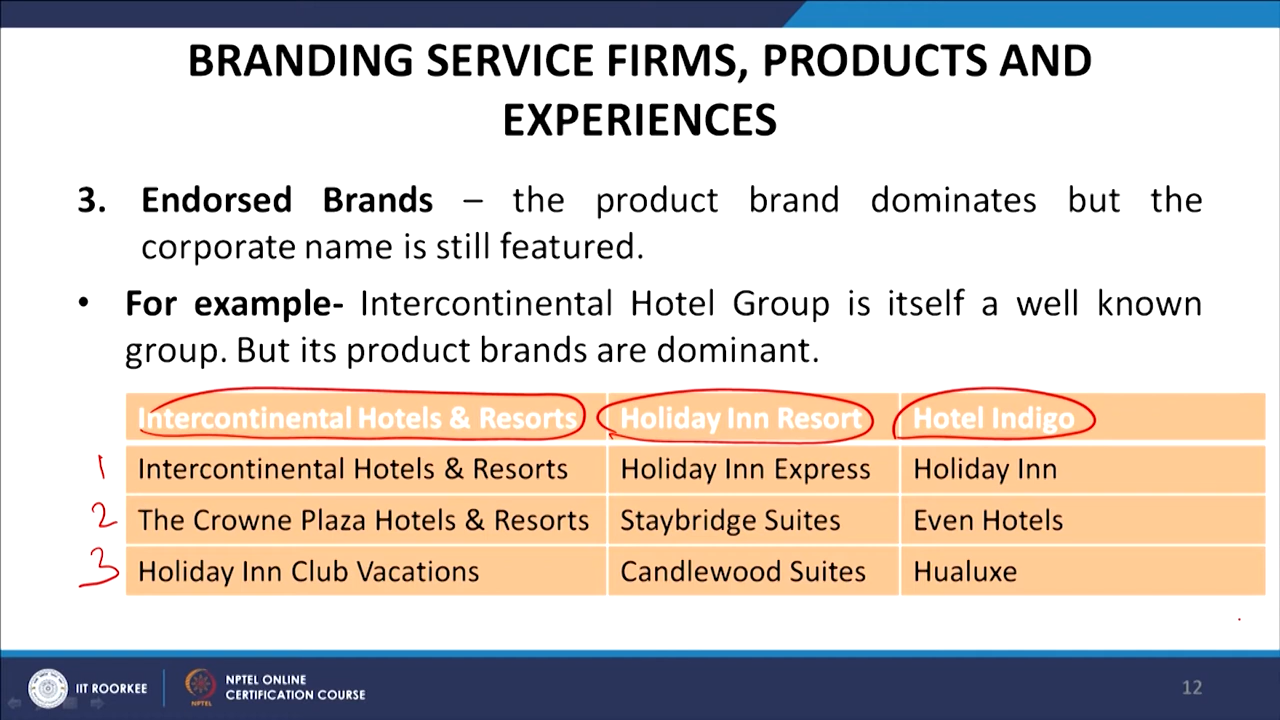 BRANDING SERVICE FIRMS, PRODUCTS AND
EXPERIENCES
3. Endorsed Brands – the product brand dominates but the
corporate name is still featured.
• For example- Intercontinental Hotel Group is itself a well known
group. But its product brands are dominant.
Intercontinental Hotels & Resorts Holiday Inn Resort Hotel Indigo
1 Intercontinental Hotels & Resorts Holiday Inn Express Holiday Inn
2 The Crowne Plaza Hotels & Resorts Staybridge Suites Even Hotels
3 Holiday Inn Club Vacations Candlewood Suites Hualuxe
IIT ROORKEE
NPTEL
NPTEL ONLINE
CERTIFICATION COURSE
12